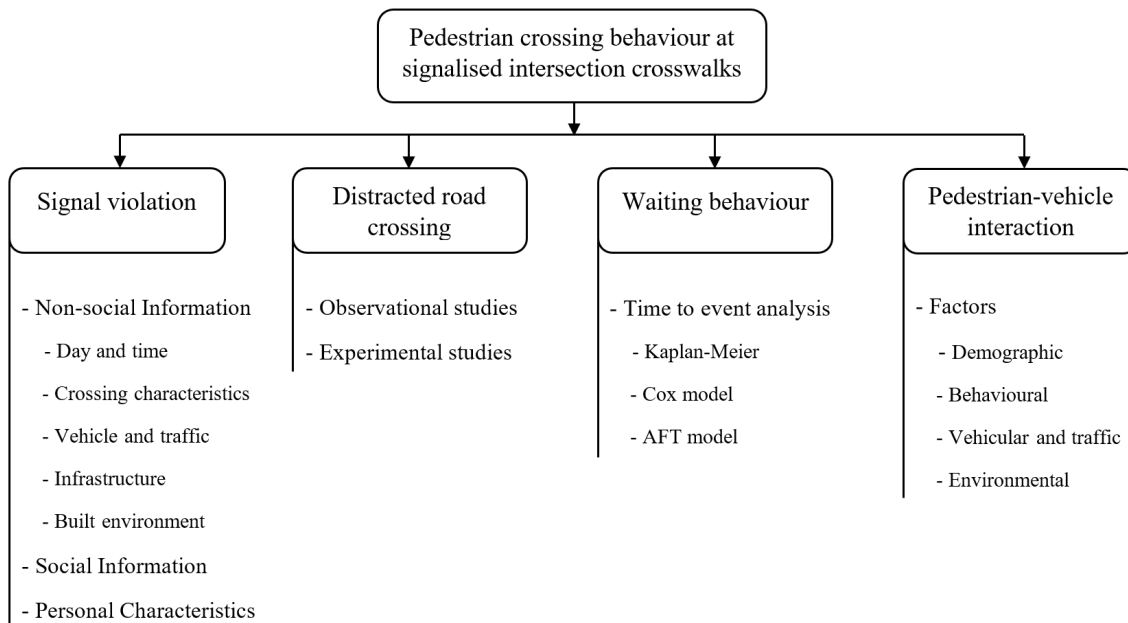 Pedestrian crossing behaviour at
signalised intersection crosswalks
Signal violation
- Non-social Information
- Day and time
- Crossing characteristics
- Vehicle and traffic
- Infrastructure
- Built environment
- Social Information
- Personal Characteristics
Distracted road
crossing
- Observational studies
- Experimental studies
Waiting behaviour
- Time to event analysis
- Kaplan-Meier
- Cox model
- AFT model
Pedestrian-vehicle
interaction
- Factors
- Demographic
- Behavioural
- Vehicular and traffic
- Environmental